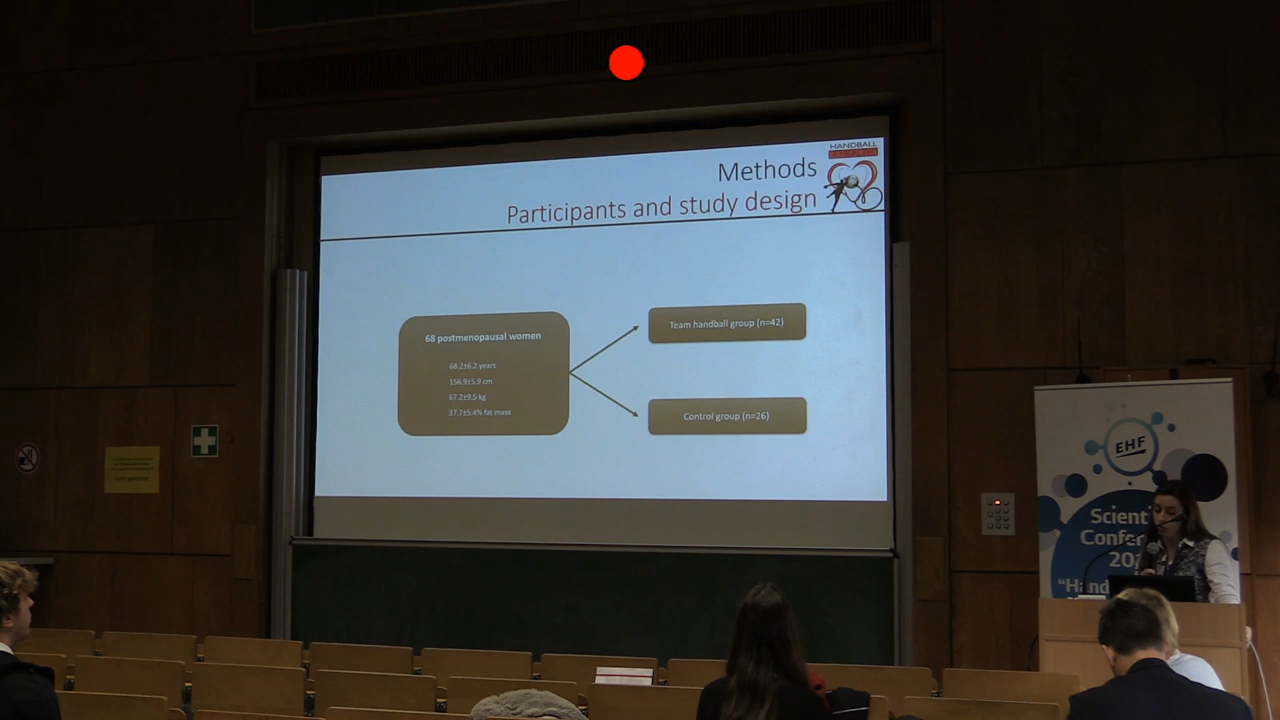 HANDBALL
Methods
Participants and study design
68 postmenopausal women
68.2±6.2 years
156.9±5.9 cm
67.2±9.5 kg
37.7±5.4% fat mass
Team handball group (n=42)
Control group (n=26)
EHF
Scienti
Confer
20
"Hand